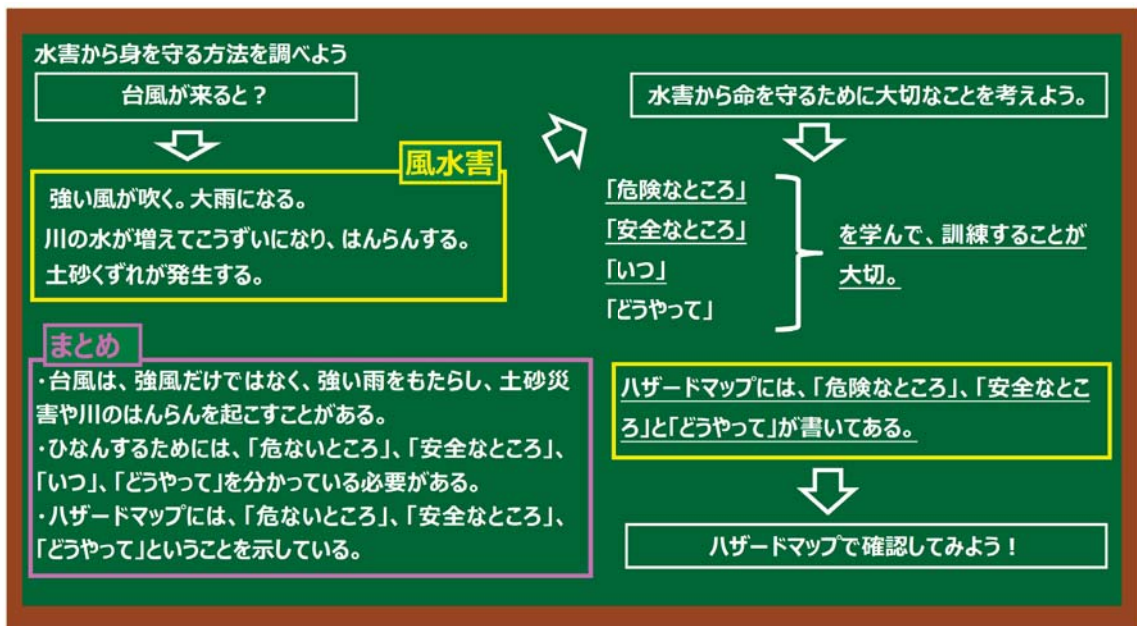 水害から身を守る方法を調べよう
台風が来ると？
風水害
強い風が吹く。大雨になる。
川の水が増えてこうずいになり、はんらんする。
土砂くずれが発生する。
水害から命を守るために大切なことを考えよう。
「危険なところ」
「安全なところ」
「いつ」
「どうやって」
を学んで、訓練することが
大切。
ハザードマップには、「危険なところ」、「安全なとこ
ろ」と「どうやって」が書いてある。
ハザードマップで確認してみよう！
まとめ
・台風は、強風だけではなく、強い雨をもたらし、土砂災
害や川のはんらんを起こすことがある。
・ひなんするためには、「危ないところ」、「安全なところ」、
「いつ」、「どうやって」を分かっている必要がある。
・ハザードマップには、「危ないところ」、「安全なところ」、
「どうやって」ということを示している。